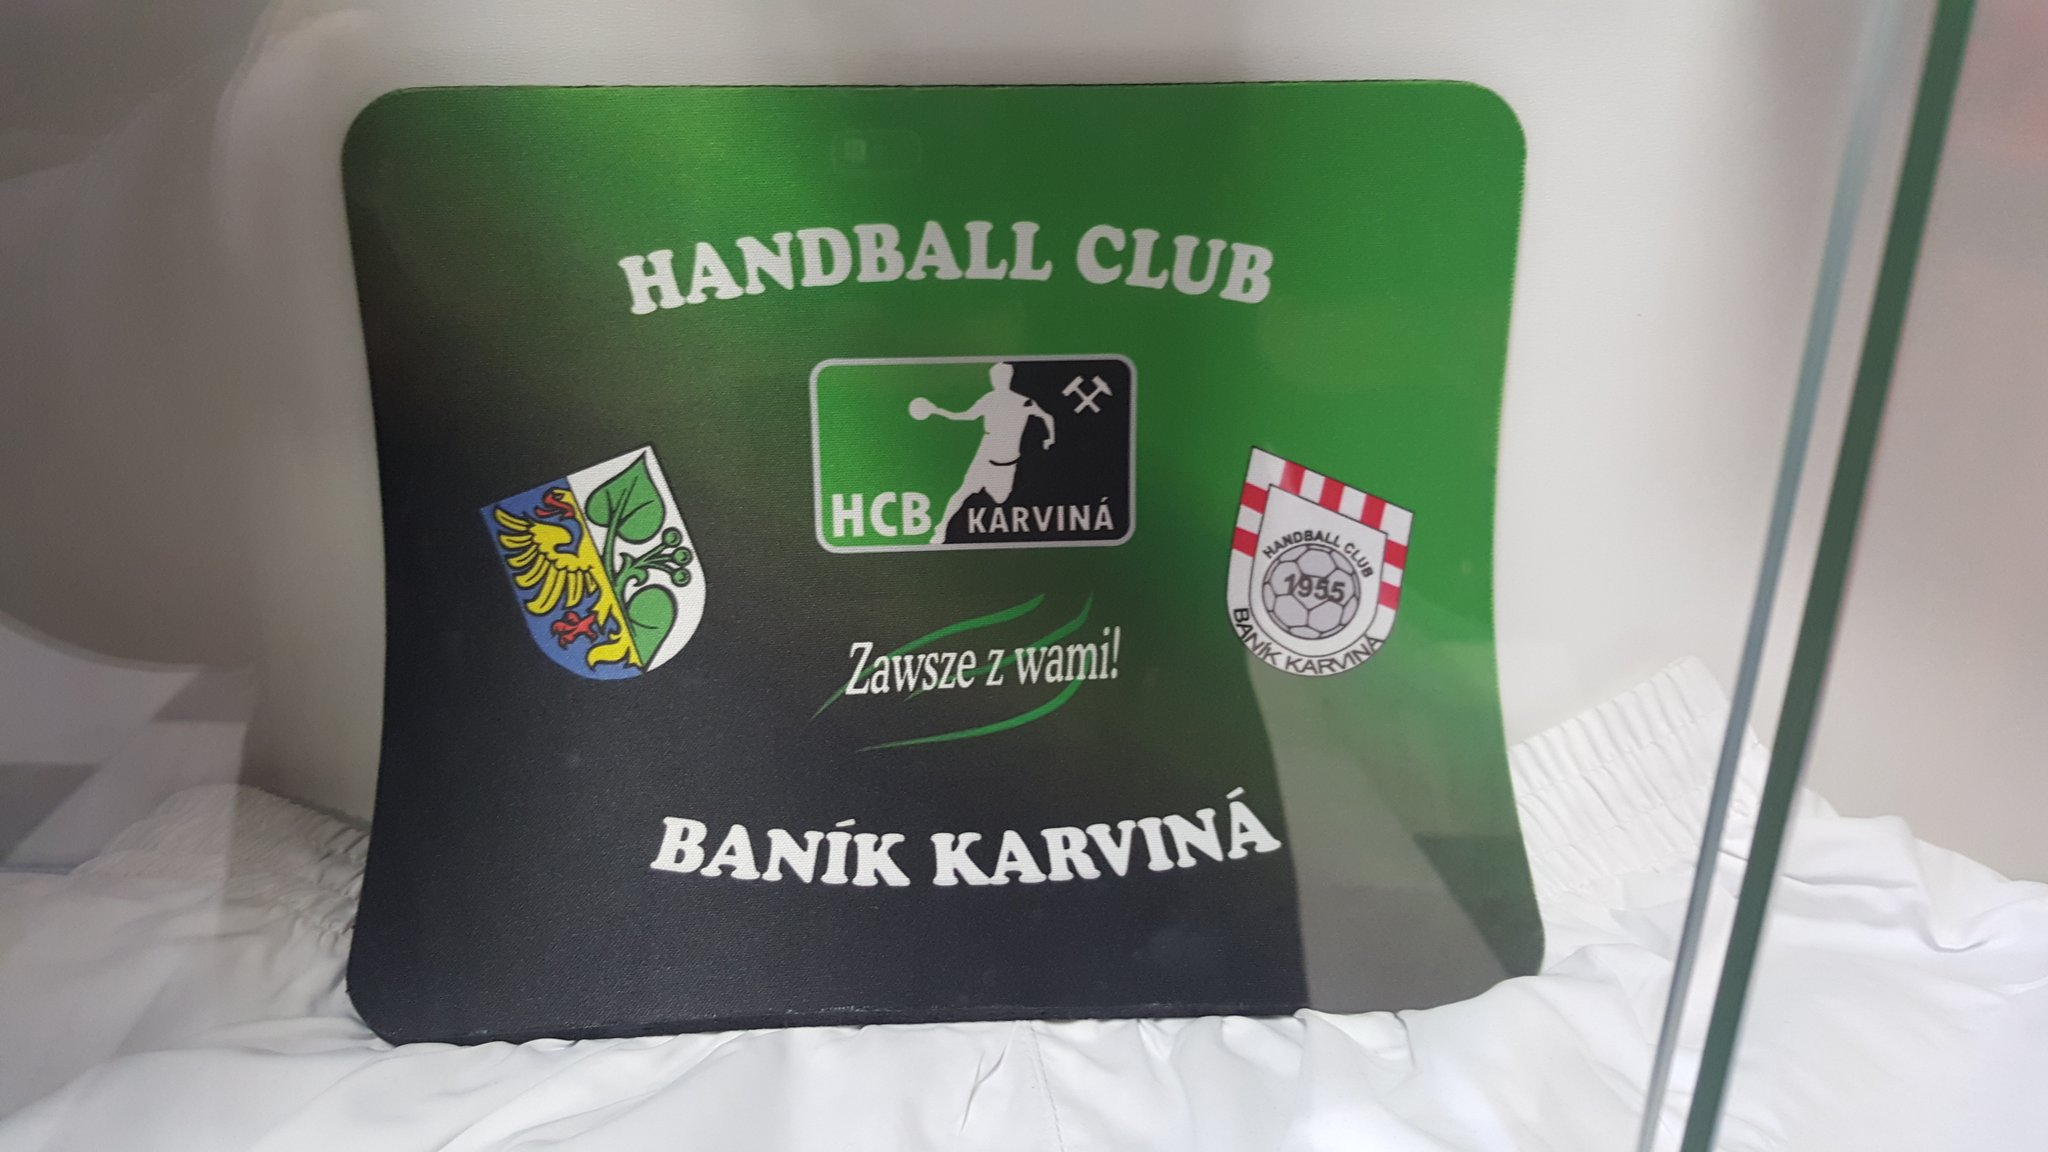 HANDBALL CLUB
HCB KARVINÁ
HANDBALL CLUB
1955
BANÍK KARVINÁ
Zawsze z wami!
BANÍK KARVINÁ